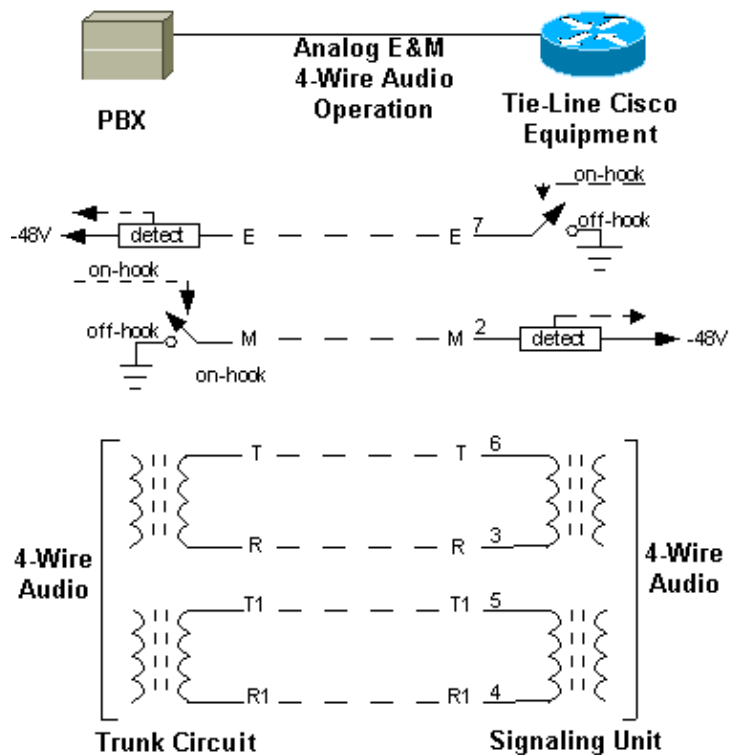 Analog E&M
4-Wire Audio
Operation
PBX
Tie-Line Cisco
Equipment
on-hook
-48V
detect
E
E
7
off-hook
on-hook
off-hook
M
M
2
detect
-48V
on-hook
T
T
6
R
R
3
4-Wire
Audio
4-Wire
Audio
T1
T1
5
R1
R1
4
Trunk Circuit
Signaling Unit